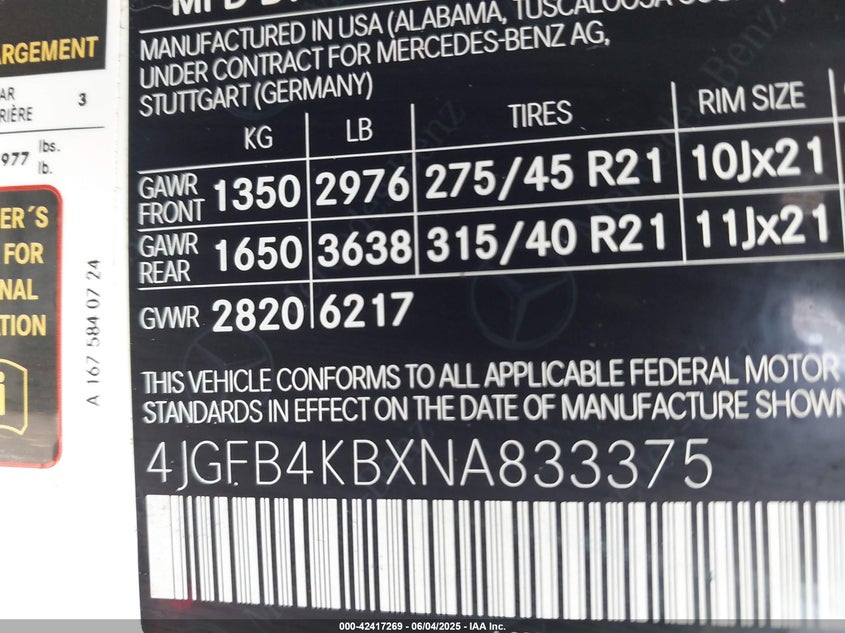 MFD BY
MANUFACTURED IN USA (ALABAMA, TUSCALOOSA
UNDER CONTRACT FOR MERCEDES-BENZ AG,
STUTTGART (GERMANY)
KG LB TIRES RIM SIZE
GAWR FRONT 1350 2976 275/45 R21 10Jx21
GAWR REAR 1650 3638 315/40 R21 11Jx21
GVWR 2820 6217
THIS VEHICLE CONFORMS TO ALL APPLICABLE FEDERAL MOTOR
STANDARDS IN EFFECT ON THE DATE OF MANUFACTURE SHOWN
4JGFB4KBXNA833375
ARGEMENT
AR
RIÈRE 3
977 lbs.
lb.
ER´S
FOR
NAL
TION
A 167 584 07 24
Mercedes-Benz
000-42417269 - 06/04/2025 - IAA, Inc.